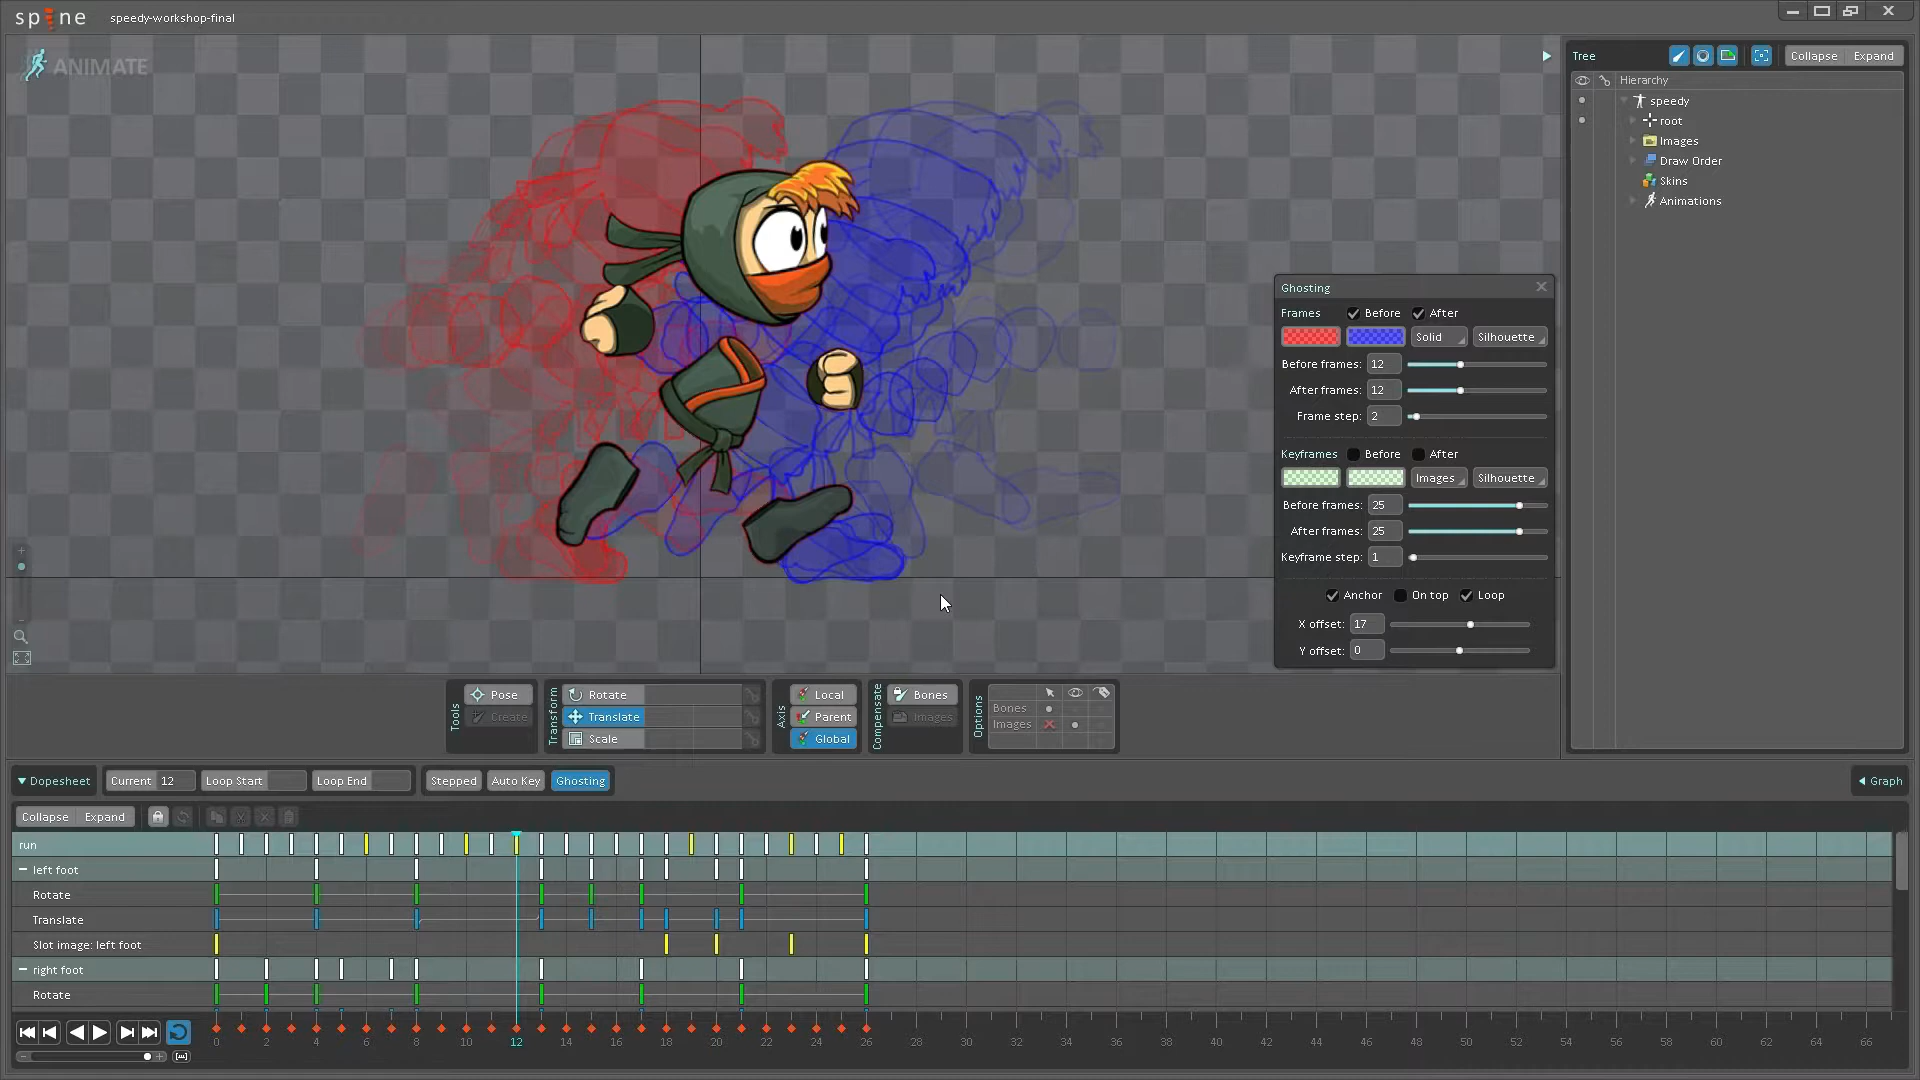 spine speedy-workshop-final
ANIMATE
Tree Collapse Expand
Hierarchy
speedy
root
Images
Draw Order
Skins
Animations
Ghosting
Frames Before After
Solid Silhouette
Before frames: 12
After frames: 12
Frame step: 2
Keyframes Before After
Images Silhouette
Before frames: 25
After frames: 25
Keyframe step: 1
Anchor On top Loop
X offset: 17
Y offset: 0
Tools
Pose
Create
Transform
Rotate
Translate
Scale
Axis
Local
Parent
Global
Compensate
Bones
Images
Options
Bones
Images
Dopesheet Current 12 Loop Start Loop End Stepped Auto Key Ghosting Graph
Collapse Expand
run
left foot
Rotate
Translate
Slot image: left foot
right foot
Rotate
0 2 4 6 8 10 12 14 16 18 20 22 24 26 28 30 32 34 36 38 40 42 44 46 48 50 52 54 56 58 60 62 64 66